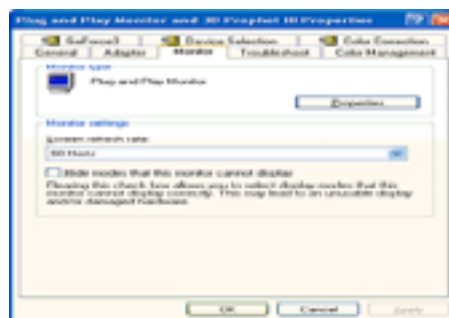 Plug and Play Monitor and 3D Prophet III Properties
GeForce3 Device Selection Color Correction
General Adapter Monitor Troubleshoot Color Management
Monitor type
Plug and Play Monitor
Properties
Monitor settings
Screen refresh rate:
60 Hertz
Hide modes that this monitor cannot display
Clearing this check box allows you to select display modes that this
monitor cannot display correctly. This may lead to an unusable display
and/or damaged hardware.
OK Cancel Apply